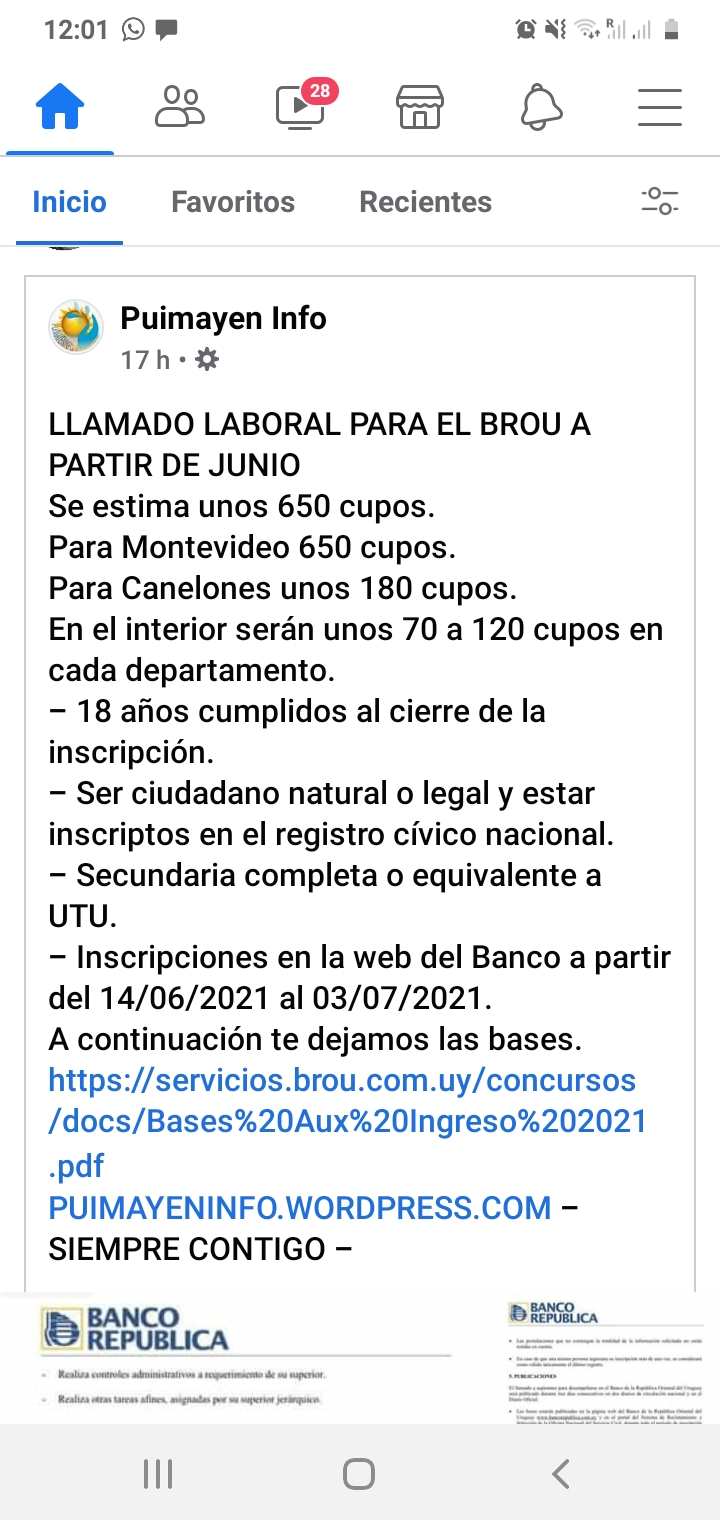 12:01
R
28
Inicio Favoritos Recientes
Puimayen Info
17 h •
LLAMADO LABORAL PARA EL BROU A
PARTIR DE JUNIO
Se estima unos 650 cupos.
Para Montevideo 650 cupos.
Para Canelones unos 180 cupos.
En el interior serán unos 70 a 120 cupos en
cada departamento.
– 18 años cumplidos al cierre de la
inscripción.
– Ser ciudadano natural o legal y estar
inscriptos en el registro cívico nacional.
– Secundaria completa o equivalente a
UTU.
– Inscripciones en la web del Banco a partir
del 14/06/2021 al 03/07/2021.
A continuación te dejamos las bases.
https://servicios.brou.com.uy/concursos
/docs/Bases%20Aux%20Ingreso%202021
.pdf
PUIMAYENINFO.WORDPRESS.COM –
SIEMPRE CONTIGO –
BANCO
REPUBLICA
- Realiza controles administrativos a requerimiento de su superior.
- Realiza otras tareas afines, asignadas por su superior jerárquico.
BANCO
REPUBLICA
5. PUBLICACIONES